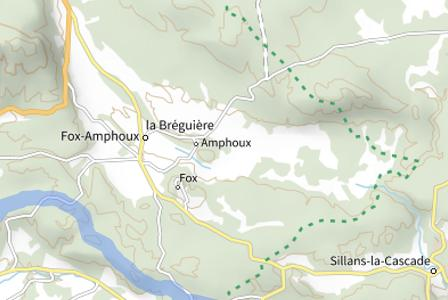 la Bréguière
Fox-Amphoux
Amphoux
Fox
Sillans-la-Cascade